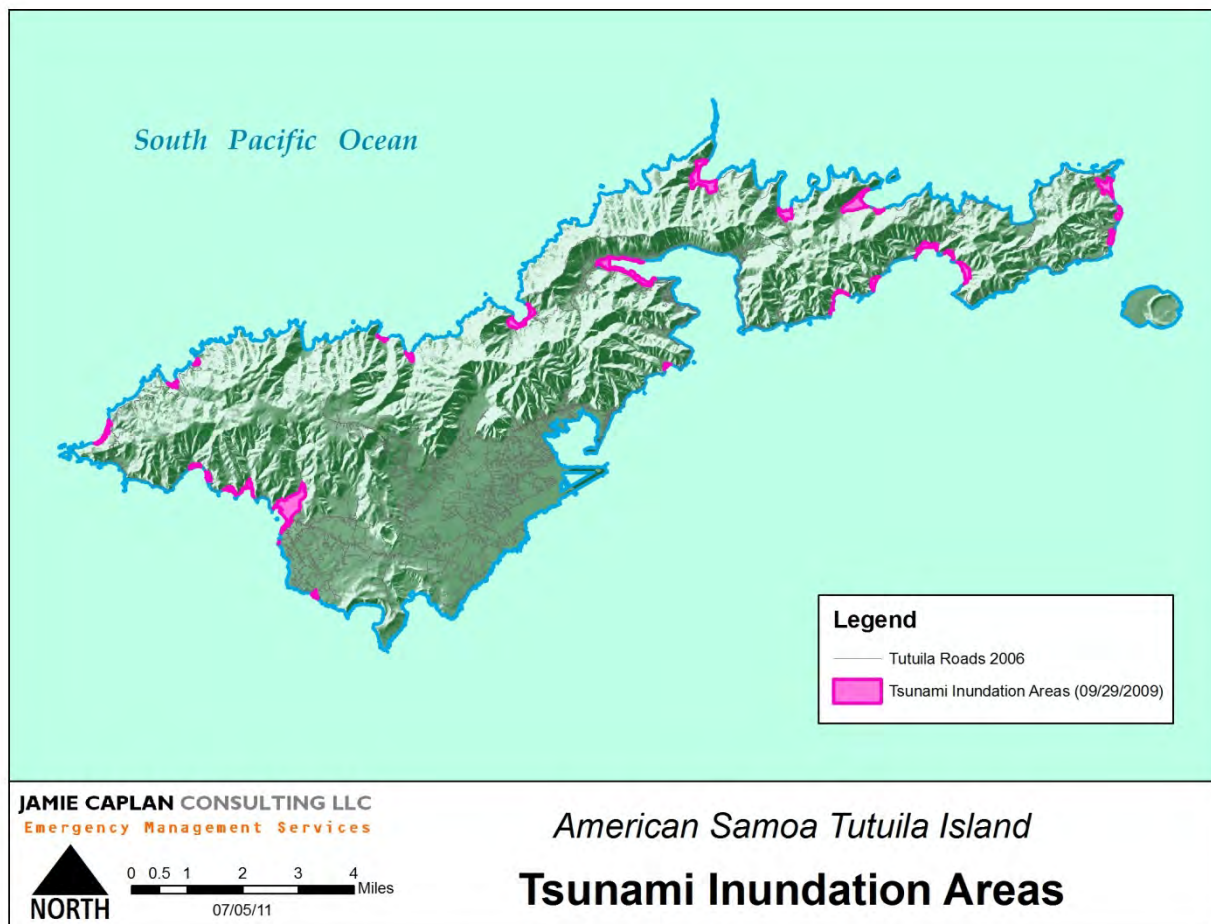 South Pacific Ocean
Legend
Tutuila Roads 2006
Tsunami Inundation Areas (09/29/2009)
JAMIE CAPLAN CONSULTING LLC
Emergency Management Services
NORTH
0 0.5 1 2 3 4
Miles
07/05/11
American Samoa Tutuila Island
Tsunami Inundation Areas